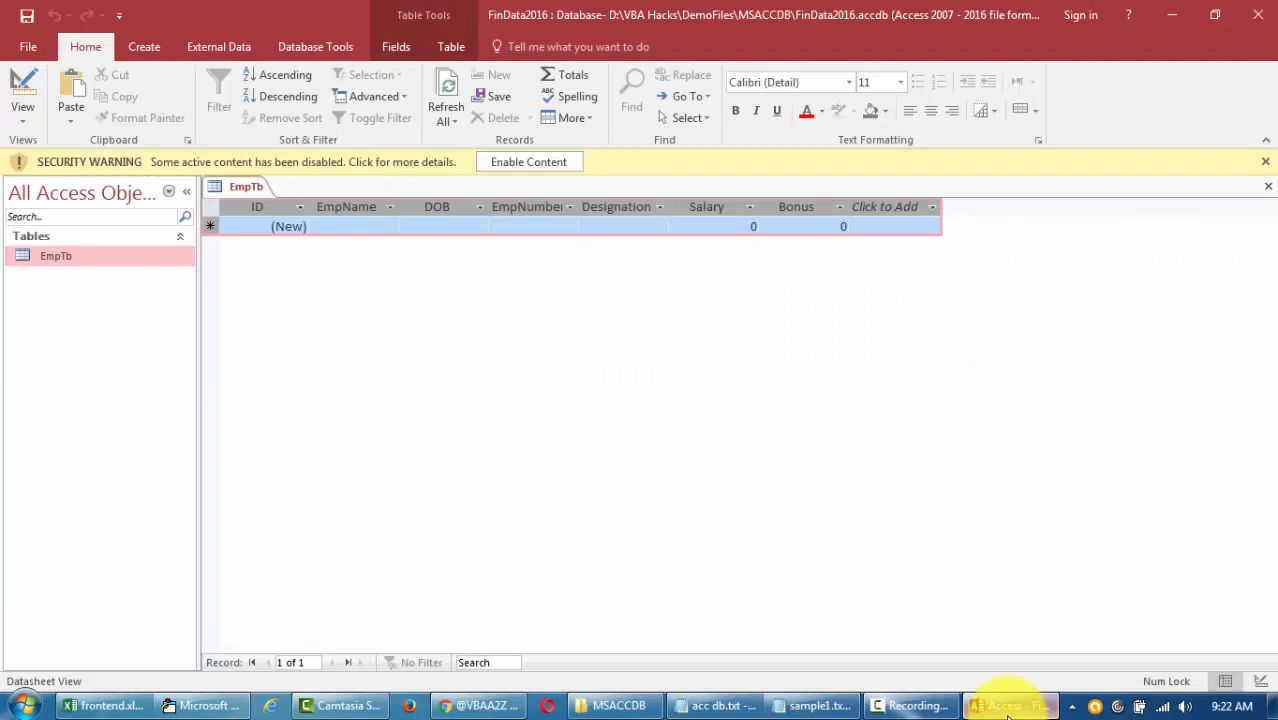 Table Tools
FinData2016 : Database- D:\VBA Hacks\DemoFiles\MSACCDB\FinData2016.accdb (Access 2007 - 2016 file form...
Sign in
?
File
Home
Create
External Data
Database Tools
Fields
Table
Tell me what you want to do
View
Views
Paste
Cut
Copy
Format Painter
Clipboard
Filter
Ascending
Descending
Remove Sort
Selection
Advanced
Toggle Filter
Sort & Filter
Refresh
All
New
Save
Delete
Totals
Spelling
More
Records
Find
Replace
Go To
Select
Find
Calibri (Detail)
11
B I U
Text Formatting
SECURITY WARNING Some active content has been disabled. Click for more details.
Enable Content
All Access Obje...
Search...
Tables
EmpTb
EmpTb
ID EmpName DOB EmpNumber Designation Salary Bonus Click to Add
(New) 0 0
Record: 1 of 1 No Filter Search
Datasheet View
Num Lock
frontend.xl...
Microsoft ...
Camtasia S...
@VBAA2Z ...
MSACCDB
acc db.txt -...
sample1.tx...
Recording...
Access - Fi...
9:22 AM